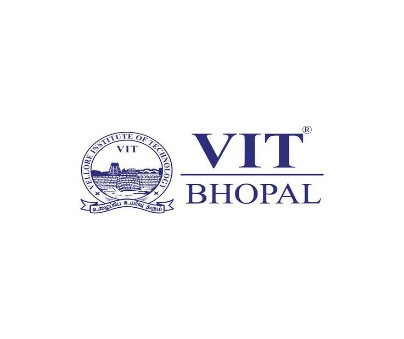 VELLORE INSTITUTE OF TECHNOLOGY
VIT
VIT®
BHOPAL